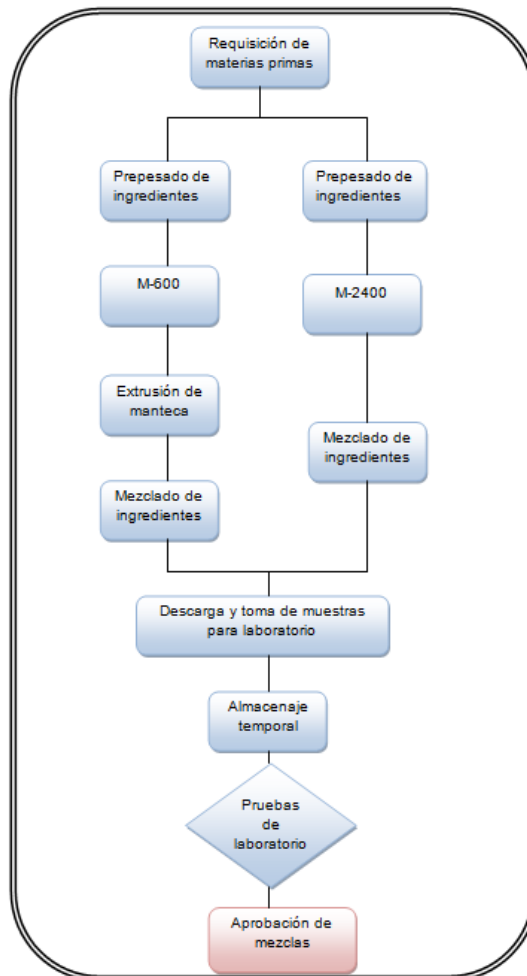 Requisición de
materias primas
Prepesado de
ingredientes
Prepesado de
ingredientes
M-600
M-2400
Extrusión de
manteca
Mezclado de
ingredientes
Mezclado de
ingredientes
Descarga y toma de muestras
para laboratorio
Almacenaje
temporal
Pruebas
de
laboratorio
Aprobación de
mezclas